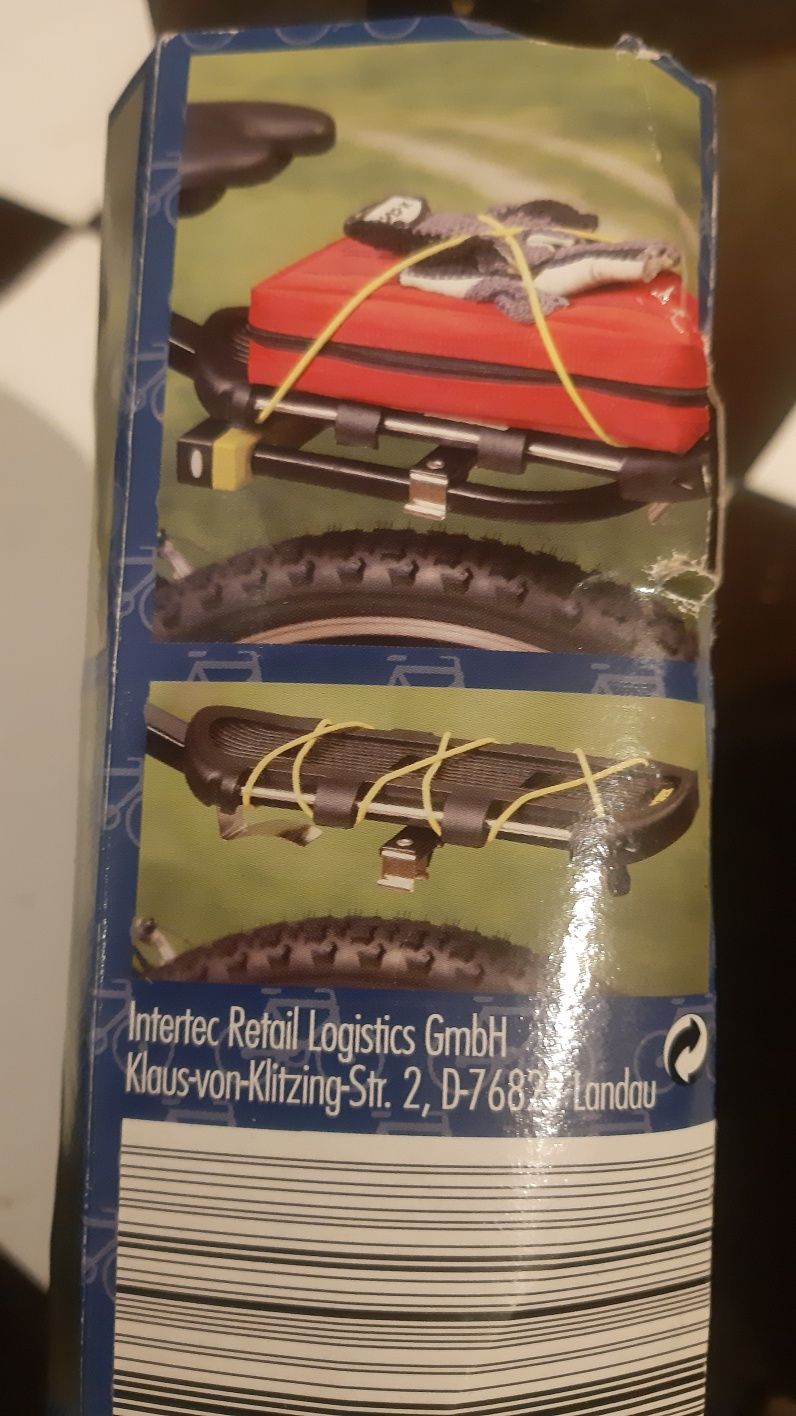 Intertec Retail Logistics GmbH
Klaus-von-Klitzing-Str. 2, Landau